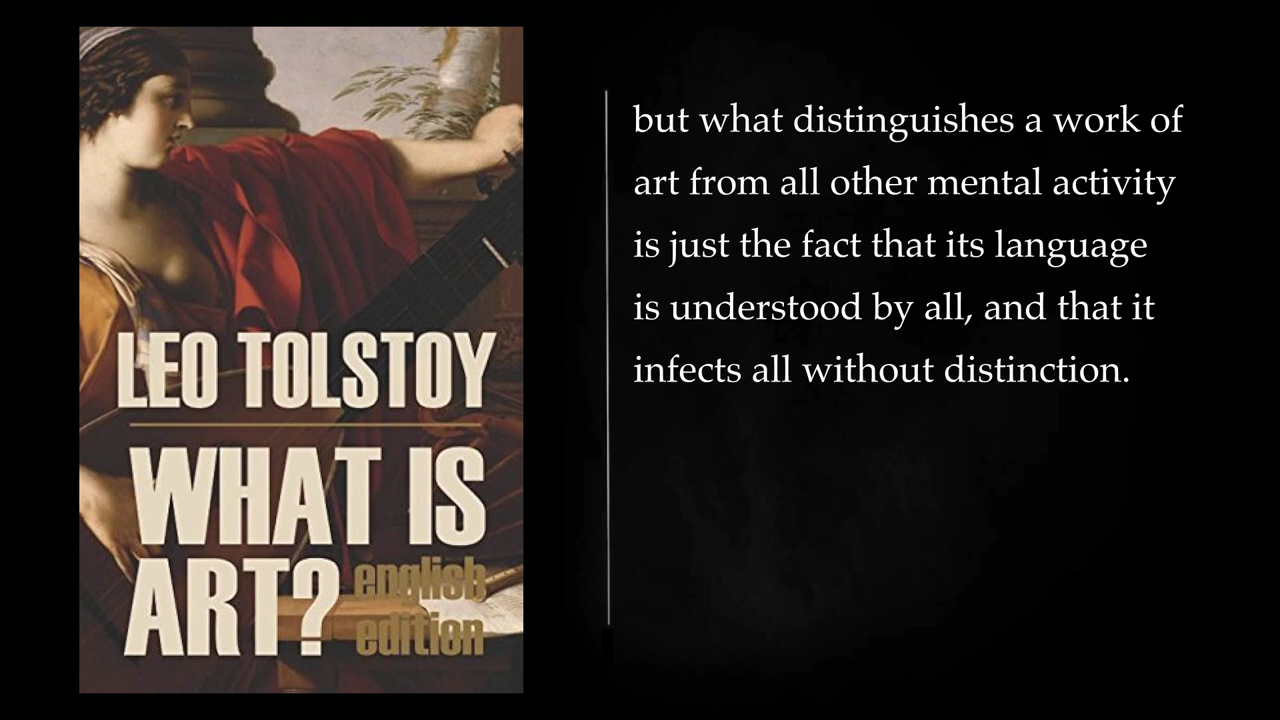 LEO TOLSTOY
WHAT IS
ART?
english
edition
but what distinguishes a work of
art from all other mental activity
is just the fact that its language
is understood by all, and that it
infects all without distinction.